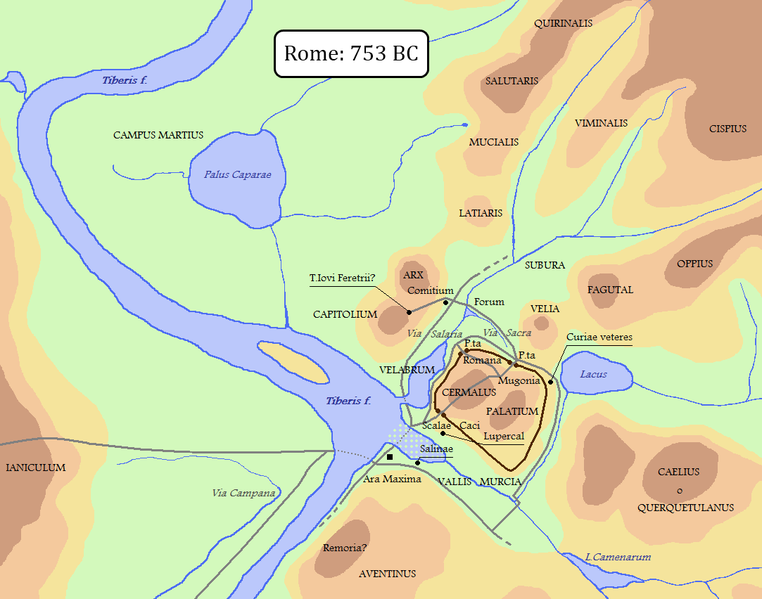 QUIRINALIS
Rome: 753 BC
Tiberis f.
SALUTARIS
CAMPUS MARTIUS
VIMINALIS
CISPIUS
MUCIALIS
Palus Caparae
LATIARIS
SUBURA
OPPIUS
ARX
T.Iovi Feretrii?
Comitium
FAGUTAL
Forum
CAPITOLIUM
VELIA
Via Salaria
Via Sacra
Curiae veteres
P.ta
Romana
P.ta
Mugonia
VELABRUM
Lacus
CERMALUS
Tiberis f.
PALATIUM
Scalae Caci
Lupercal
Salinae
IANICULUM
CAELIUS
o
QUERQUETULANUS
Ara Maxima
VALLIS MURCIA
Via Campana
Remoria?
L.Camenarum
AVENTINUS